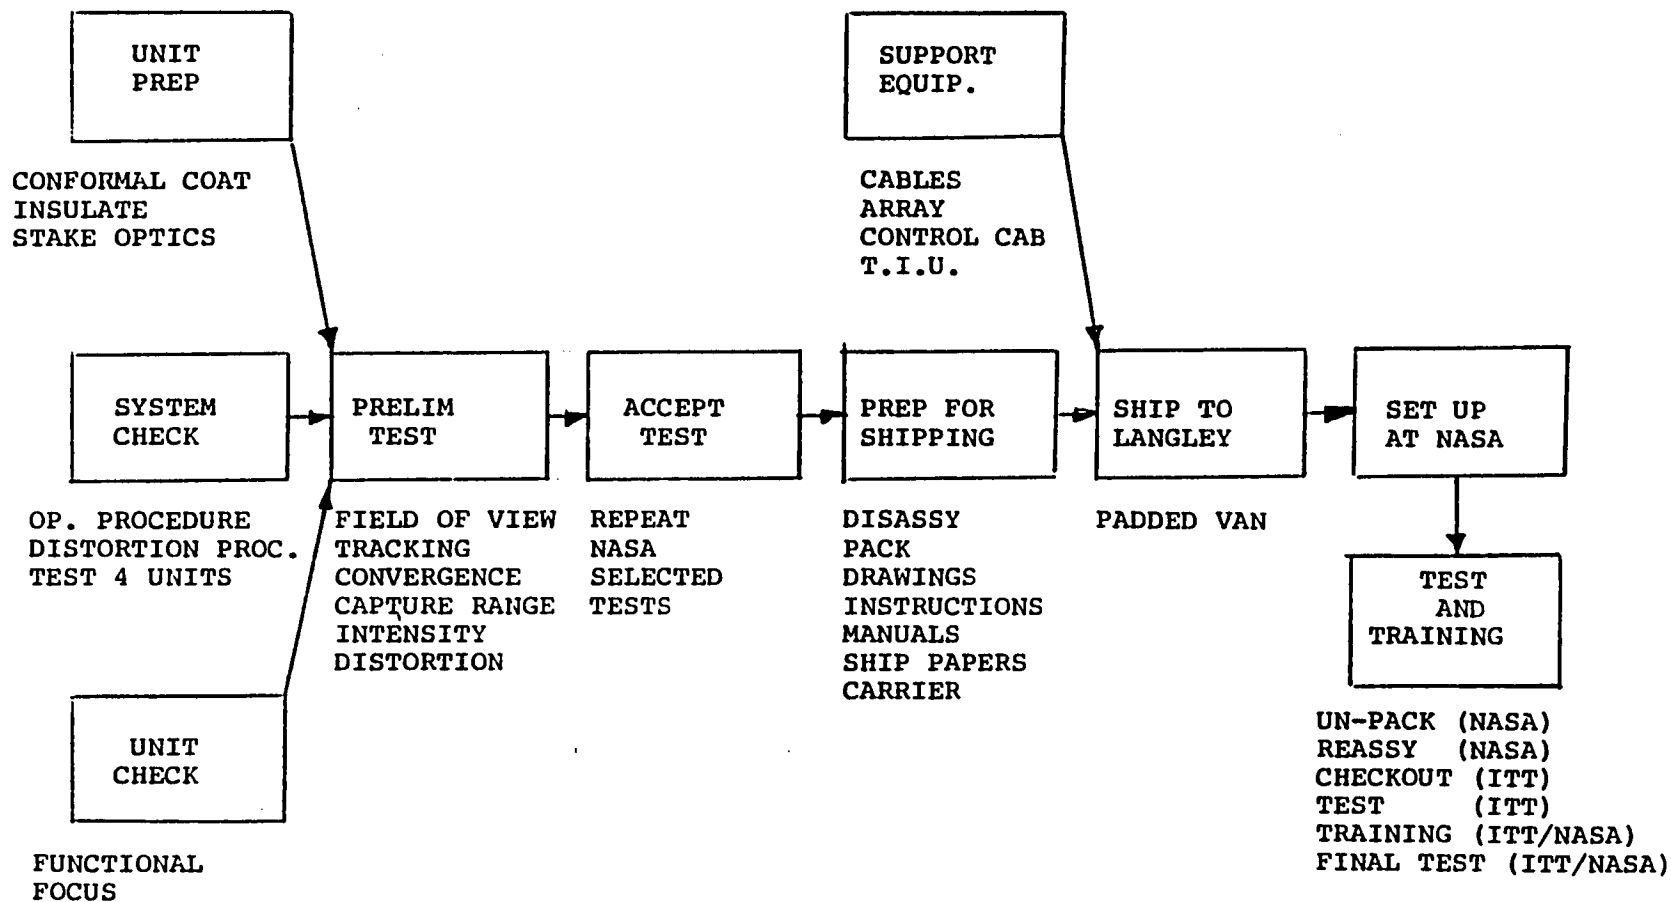 UNIT
PREP
CONFORMAL COAT
INSULATE
STAKE OPTICS
SUPPORT
EQUIP.
CABLES
ARRAY
CONTROL CAB
T.I.U.
SYSTEM
CHECK
OP. PROCEDURE
DISTORTION PROC.
TEST 4 UNITS
PRELIM
TEST
FIELD OF VIEW
TRACKING
CONVERGENCE
CAPTURE RANGE
INTENSITY
DISTORTION
ACCEPT
TEST
REPEAT
NASA
SELECTED
TESTS
PREP FOR
SHIPPING
DISASSY
PACK
DRAWINGS
INSTRUCTIONS
MANUALS
SHIP PAPERS
CARRIER
SHIP TO
LANGLEY
PADDED VAN
SET UP
AT NASA
TEST
AND
TRAINING
UN-PACK (NASA)
REASSY (NASA)
CHECKOUT (ITT)
TEST (ITT)
TRAINING (ITT/NASA)
FINAL TEST (ITT/NASA)
UNIT
CHECK
FUNCTIONAL
FOCUS